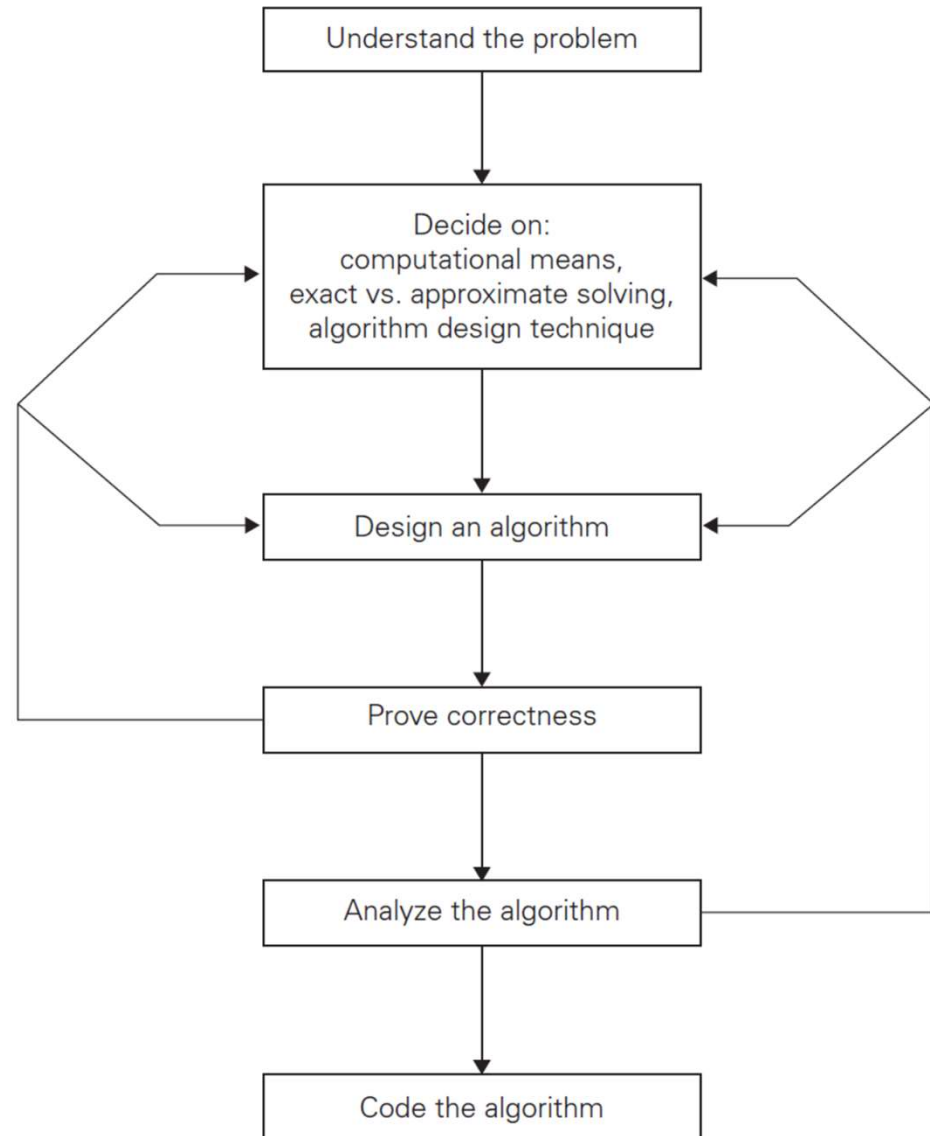 Understand the problem
Decide on:
computational means,
exact vs. approximate solving,
algorithm design technique
Design an algorithm
Prove correctness
Analyze the algorithm
Code the algorithm